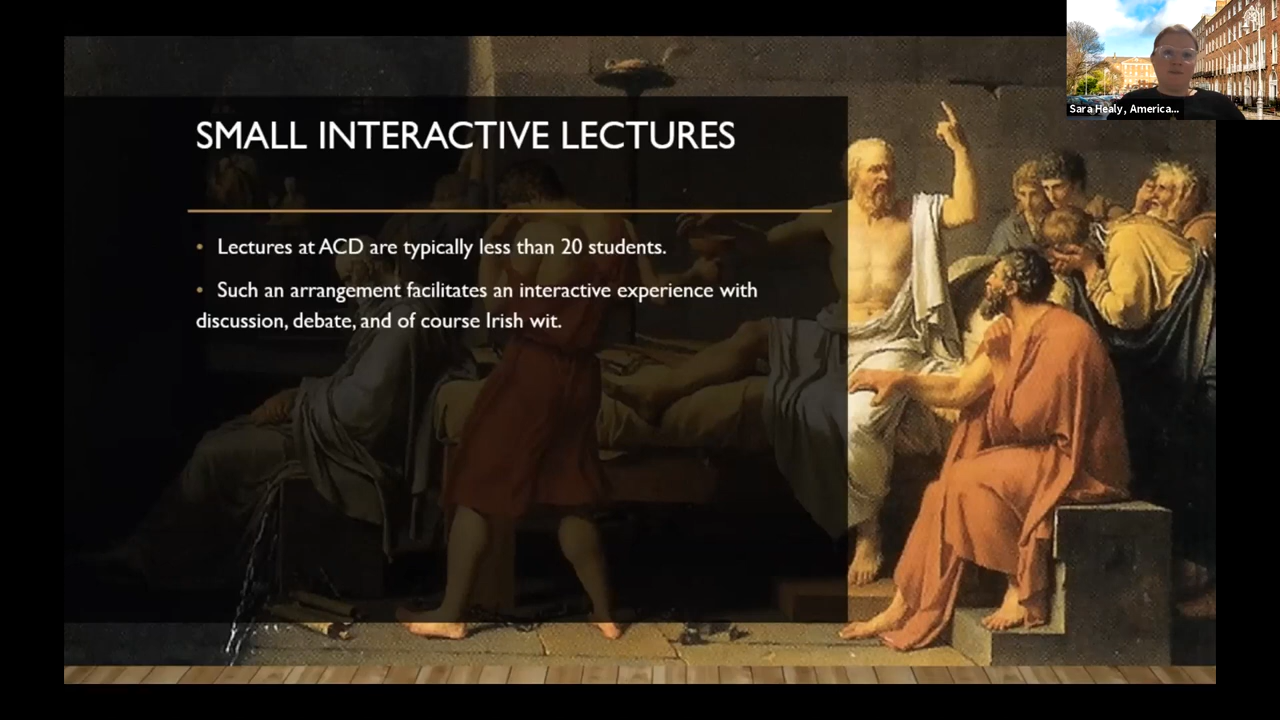 SMALL INTERACTIVE LECTURES
• Lectures at ACD are typically less than 20 students.
• Such an arrangement facilitates an interactive experience with
discussion, debate, and of course Irish wit.
Sara Healy, America...